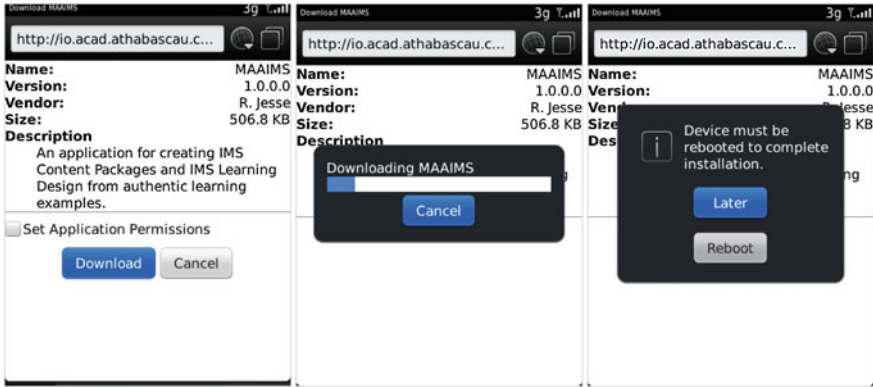 Download MAAIMS
3g
http://io.acad.athabascau.c...
Name: MAAIMS
Version: 1.0.0.0
Vendor: R. Jesse
Size: 506.8 KB
Description
An application for creating IMS
Content Packages and IMS Learning
Design from authentic learning
examples.
Set Application Permissions
Download Cancel
Download MAAIMS
3g
http://io.acad.athabascau.c...
Name: MAAIMS
Version: 1.0.0.0
Vendor: R. Jesse
Size: 506.8 KB
Description
Downloading MAAIMS
Cancel
Download MAAIMS
3g
http://io.acad.athabascau.c...
Name: MAAIMS
Version: 1.0.0.0
Device must be
rebooted to complete
installation.
Later
Reboot